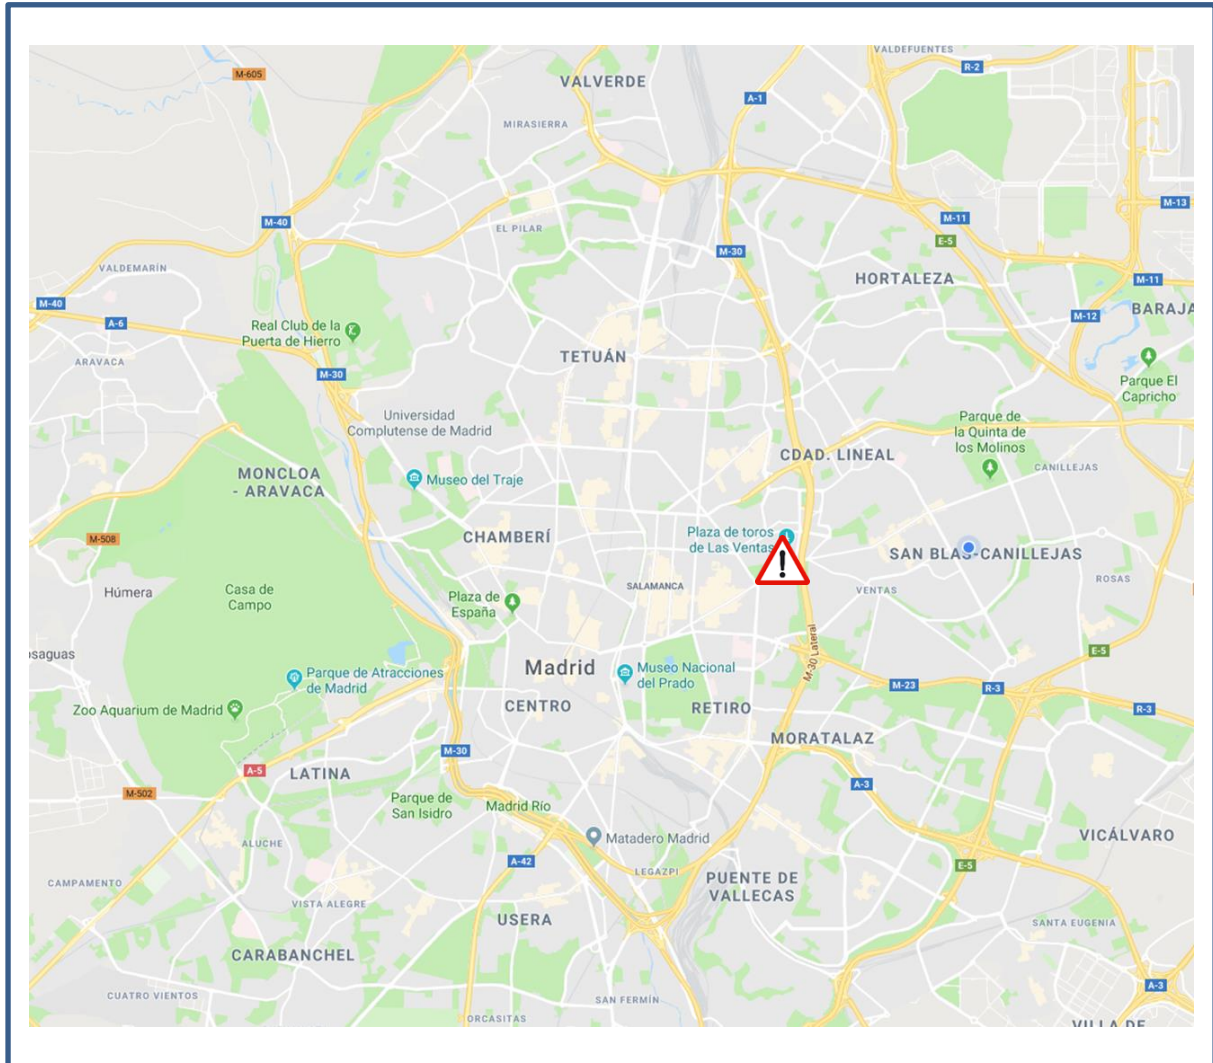 VALDEFUENTES
M-605
R-2
VALVERDE
A-1
MIRASIERRA
M-13
M-40
M-11
EL PILAR
E-5
M-30
VALDEMARÍN
HORTALEZA
M-11
M-40
A-6
M-12
BARAJA
Real Club de la
Puerta de Hierro
ARAVACA
TETUÁN
M-30
Parque El
Capricho
Universidad
Complutense de Madrid
Parque de
la Quinta de
los Molinos
CDAD. LINEAL
CANILLEJAS
MONCLOA
- ARAVACA
Museo del Traje
M-508
CHAMBERÍ
Plaza de toros
de Las Ventas
!
SAN BLAS-CANILLEJAS
ROSAS
Húmera
Casa de
Campo
Plaza de
España
SALAMANCA
VENTAS
osaguas
Parque de Atracciones
de Madrid
Madrid
Museo Nacional
del Prado
M-30 Lateral
E-5
M-23
R-3
Zoo Aquarium de Madrid
CENTRO
RETIRO
R-3
MORATALAZ
M-30
A-5
LATINA
M-502
A-3
Parque de
San Isidro
Madrid Río
Matadero Madrid
VICÁLVARO
ALUCHE
A-42
LEGAZPI
E-5
CAMPAMENTO
PUENTE DE
VALLECAS
VISTA ALEGRE
USERA
SANTA EUGENIA
CARABANCHEL
A-3
CUATRO VIENTOS
SAN FERMÍN
ORCASITAS
VILLA DE